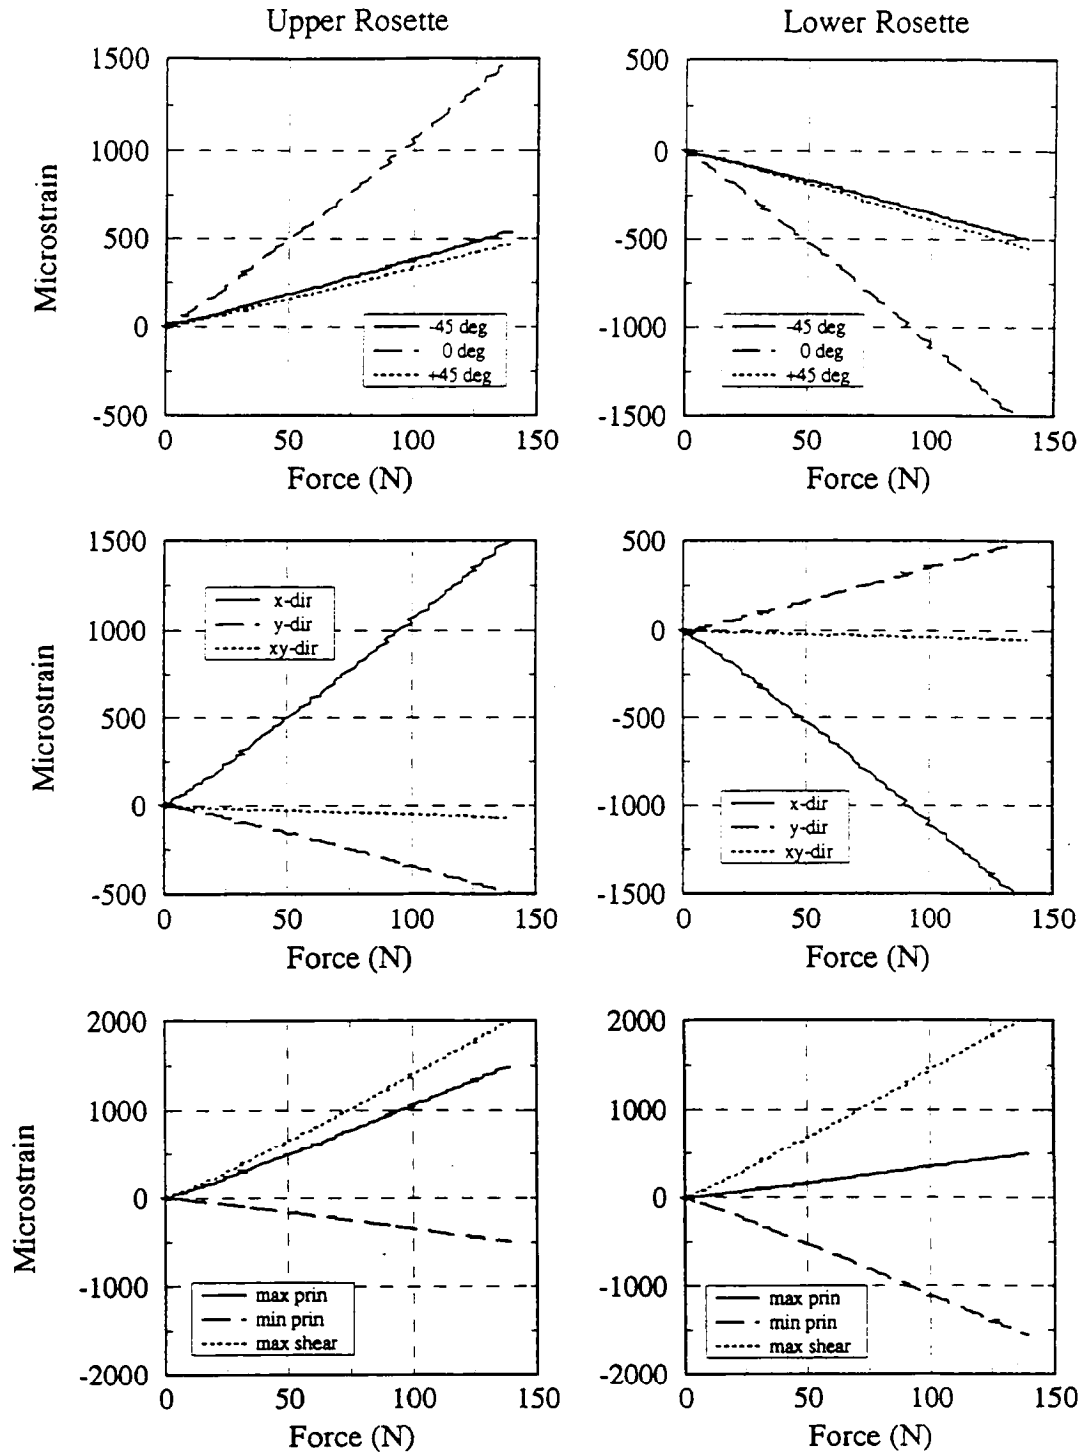 Upper Rosette
Lower Rosette
Microstrain
1500
1000
500
0
-500
-45 deg
0 deg
+45 deg
0
50
100
150
Force (N)
500
0
-500
-1000
-1500
-45 deg
0 deg
+45 deg
0
50
100
150
Force (N)
Microstrain
1500
1000
500
0
-500
x-dir
y-dir
xy-dir
0
50
100
150
Force (N)
500
0
-500
-1000
-1500
x-dir
y-dir
xy-dir
0
50
100
150
Force (N)
Microstrain
2000
1000
0
-1000
-2000
max prin
min prin
max shear
0
50
100
150
Force (N)
2000
1000
0
-1000
-2000
max prin
min prin
max shear
0
50
100
150
Force (N)